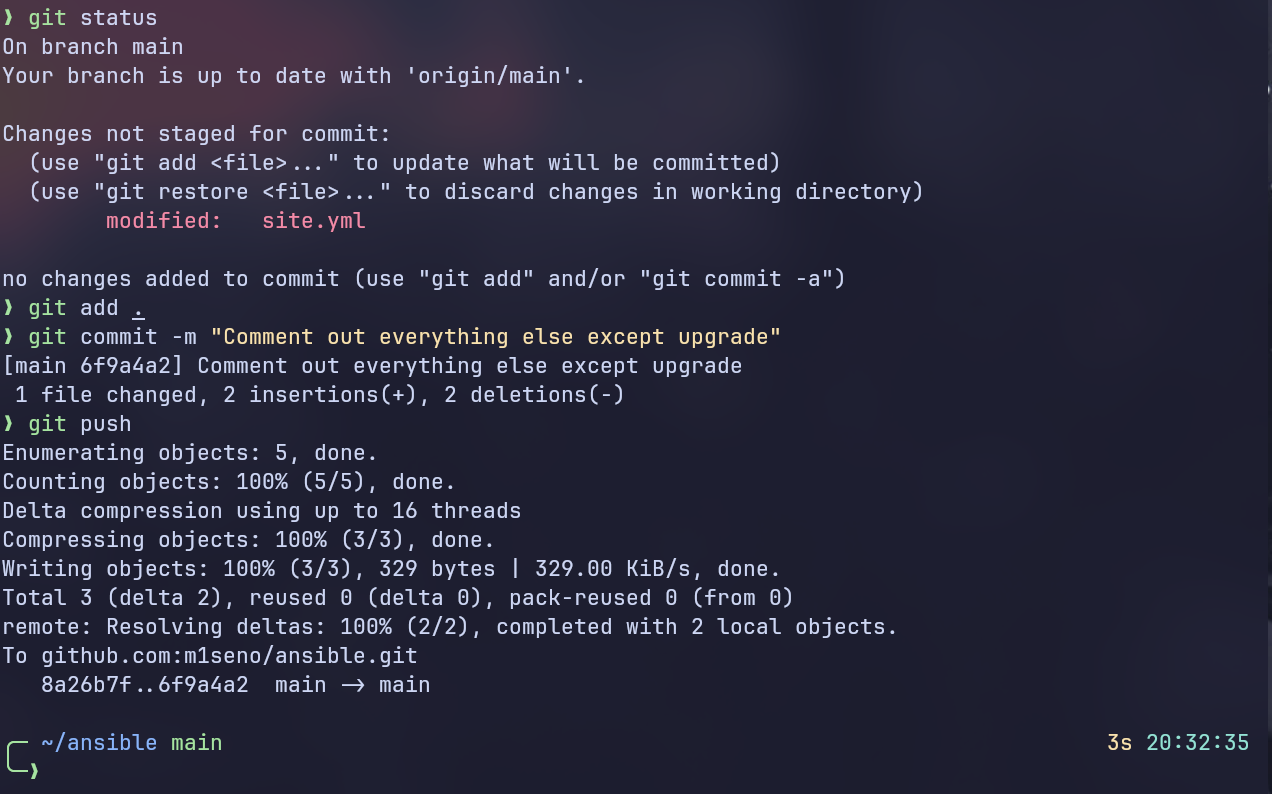 ❯ git status
On branch main
Your branch is up to date with 'origin/main'.

Changes not staged for commit:
  (use "git add <file>..." to update what will be committed)
  (use "git restore <file>..." to discard changes in working directory)
        modified:   site.yml

no changes added to commit (use "git add" and/or "git commit -a")
❯ git add .
❯ git commit -m "Comment out everything else except upgrade"
[main 6f9a4a2] Comment out everything else except upgrade
 1 file changed, 2 insertions(+), 2 deletions(-)
❯ git push
Enumerating objects: 5, done.
Counting objects: 100% (5/5), done.
Delta compression using up to 16 threads
Compressing objects: 100% (3/3), done.
Writing objects: 100% (3/3), 329 bytes | 329.00 KiB/s, done.
Total 3 (delta 2), reused 0 (delta 0), pack-reused 0 (from 0)
remote: Resolving deltas: 100% (2/2), completed with 2 local objects.
To github.com:m1seno/ansible.git
   8a26b7f..6f9a4a2  main -> main

╭─ ~/ansible main 3s 20:32:35
╰─❯